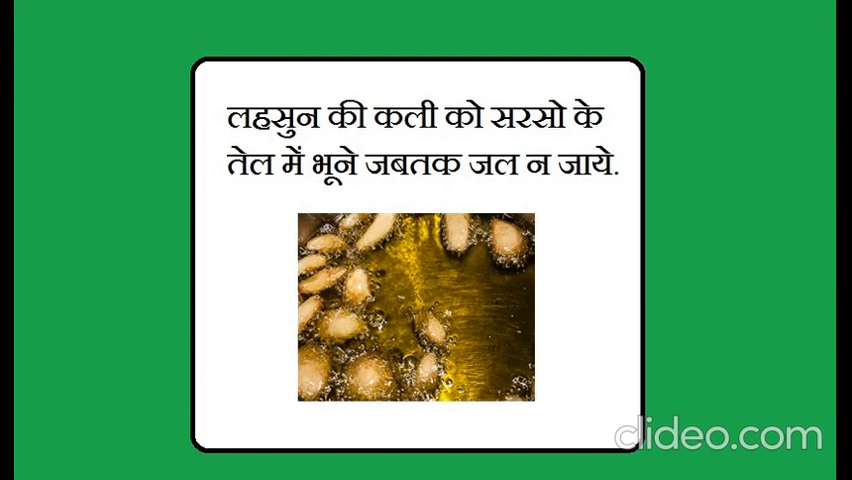 लहसुन की कली को सरसो के
तेल में भूने जबतक जल न जाये.
clideo.com